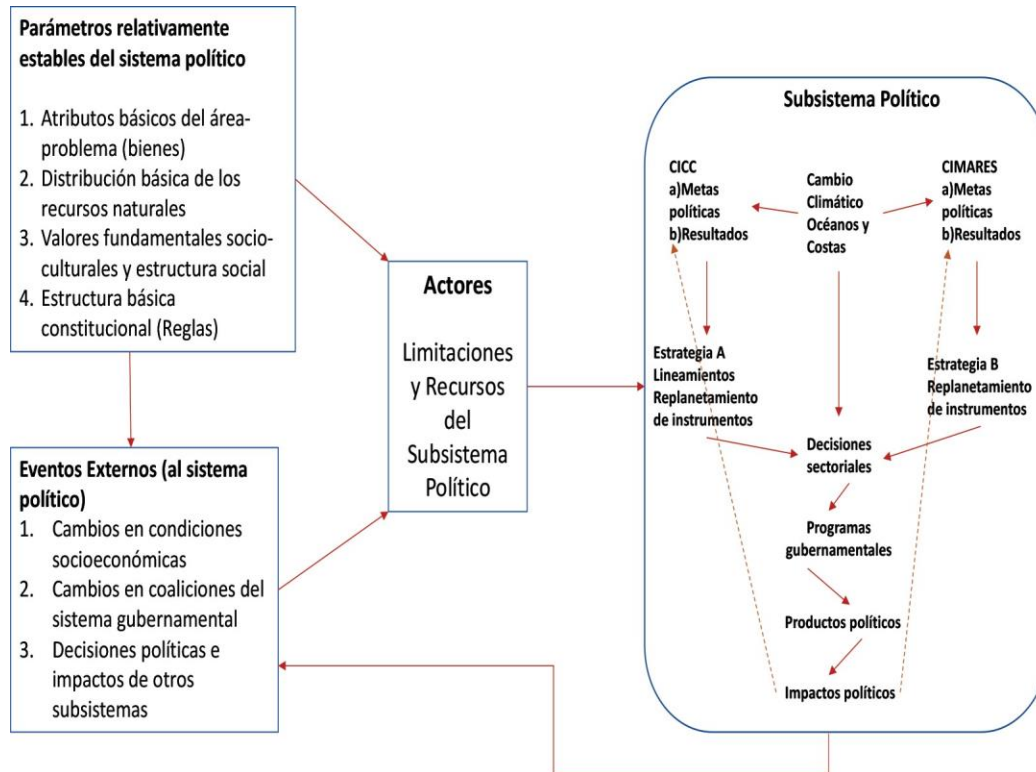 Parámetros relativamente
estables del sistema político
1. Atributos básicos del área-
problema (bienes)
2. Distribución básica de los
recursos naturales
3. Valores fundamentales socio-
culturales y estructura social
4. Estructura básica
constitucional (Reglas)
Eventos Externos (al sistema
político)
1. Cambios en condiciones
socioeconómicas
2. Cambios en coaliciones del
sistema gubernamental
3. Decisiones políticas e
impactos de otros
subsistemas
Actores
Limitaciones
y Recursos
del
Subsistema
Político
Subsistema Político
CICC
a)Metas
políticas
b)Resultados
Cambio
Climático
Océanos y
Costas
CIMARES
a)Metas
políticas
b)Resultados
Estrategia A
Lineamientos
Replanetamiento
de instrumentos
Estrategia B
Replanetamiento
de instrumentos
Decisiones
sectoriales
Programas
gubernamentales
Productos políticos
Impactos políticos